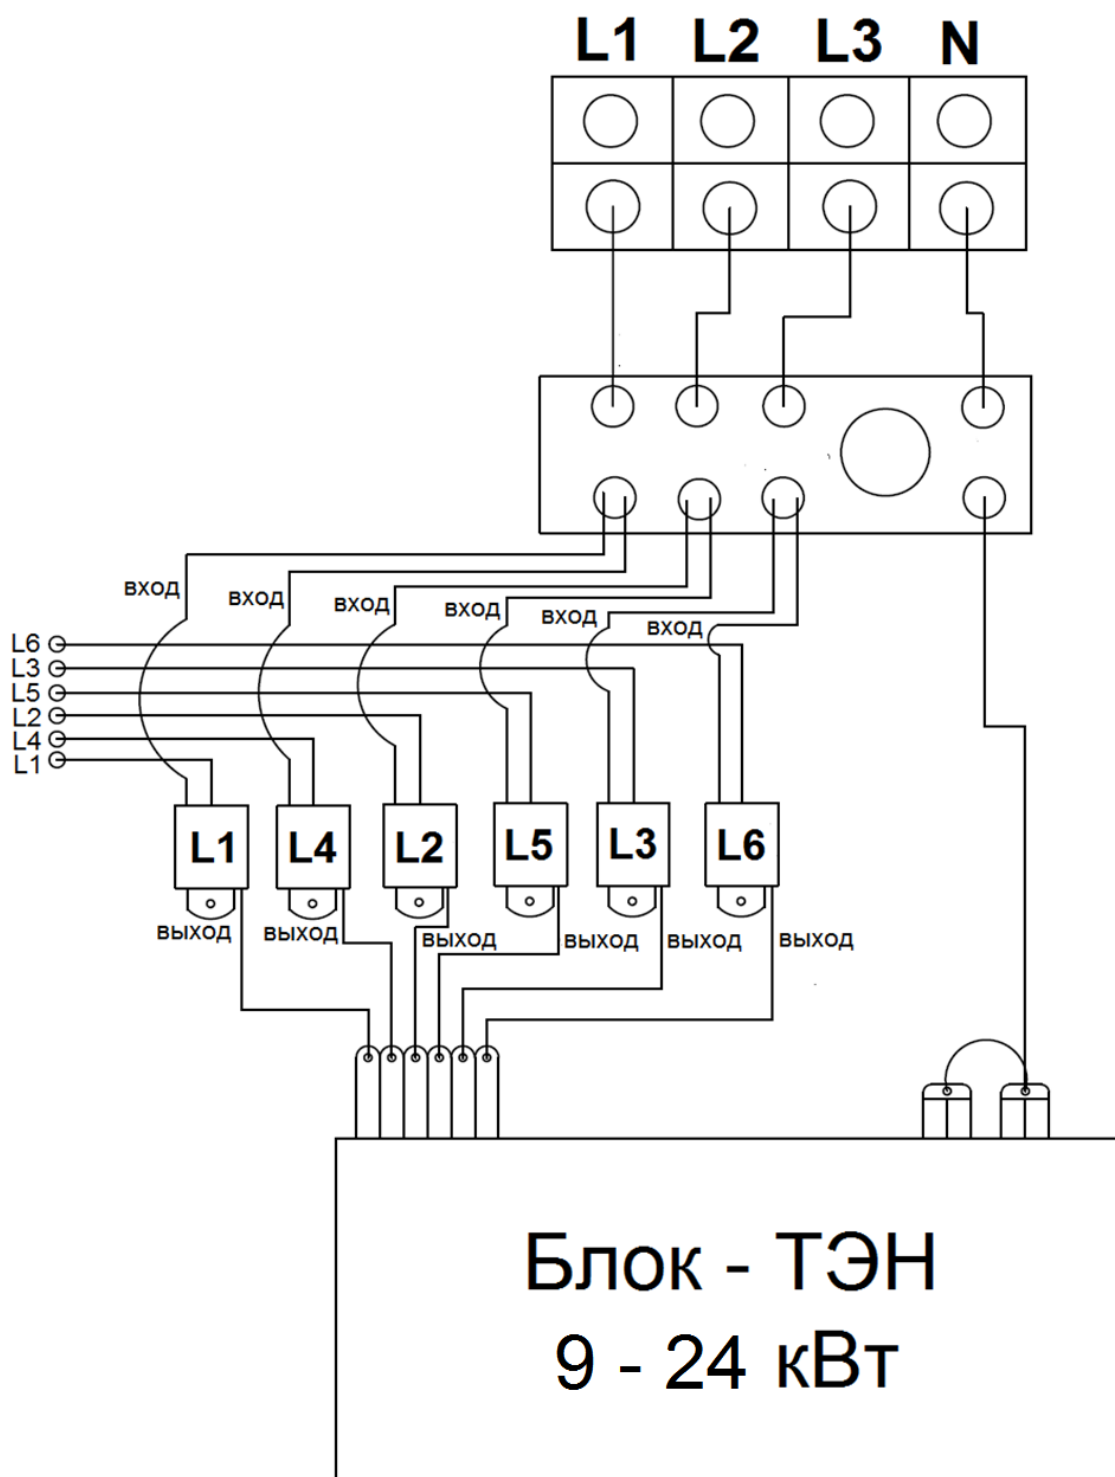 L1 L2 L3 N
вход
вход
вход
вход
вход
вход
L6
L3
L5
L2
L4
L1
L1 L4 L2 L5 L3 L6
выход
выход
выход
выход
выход
выход
Блок - ТЭН
9 - 24 кВт